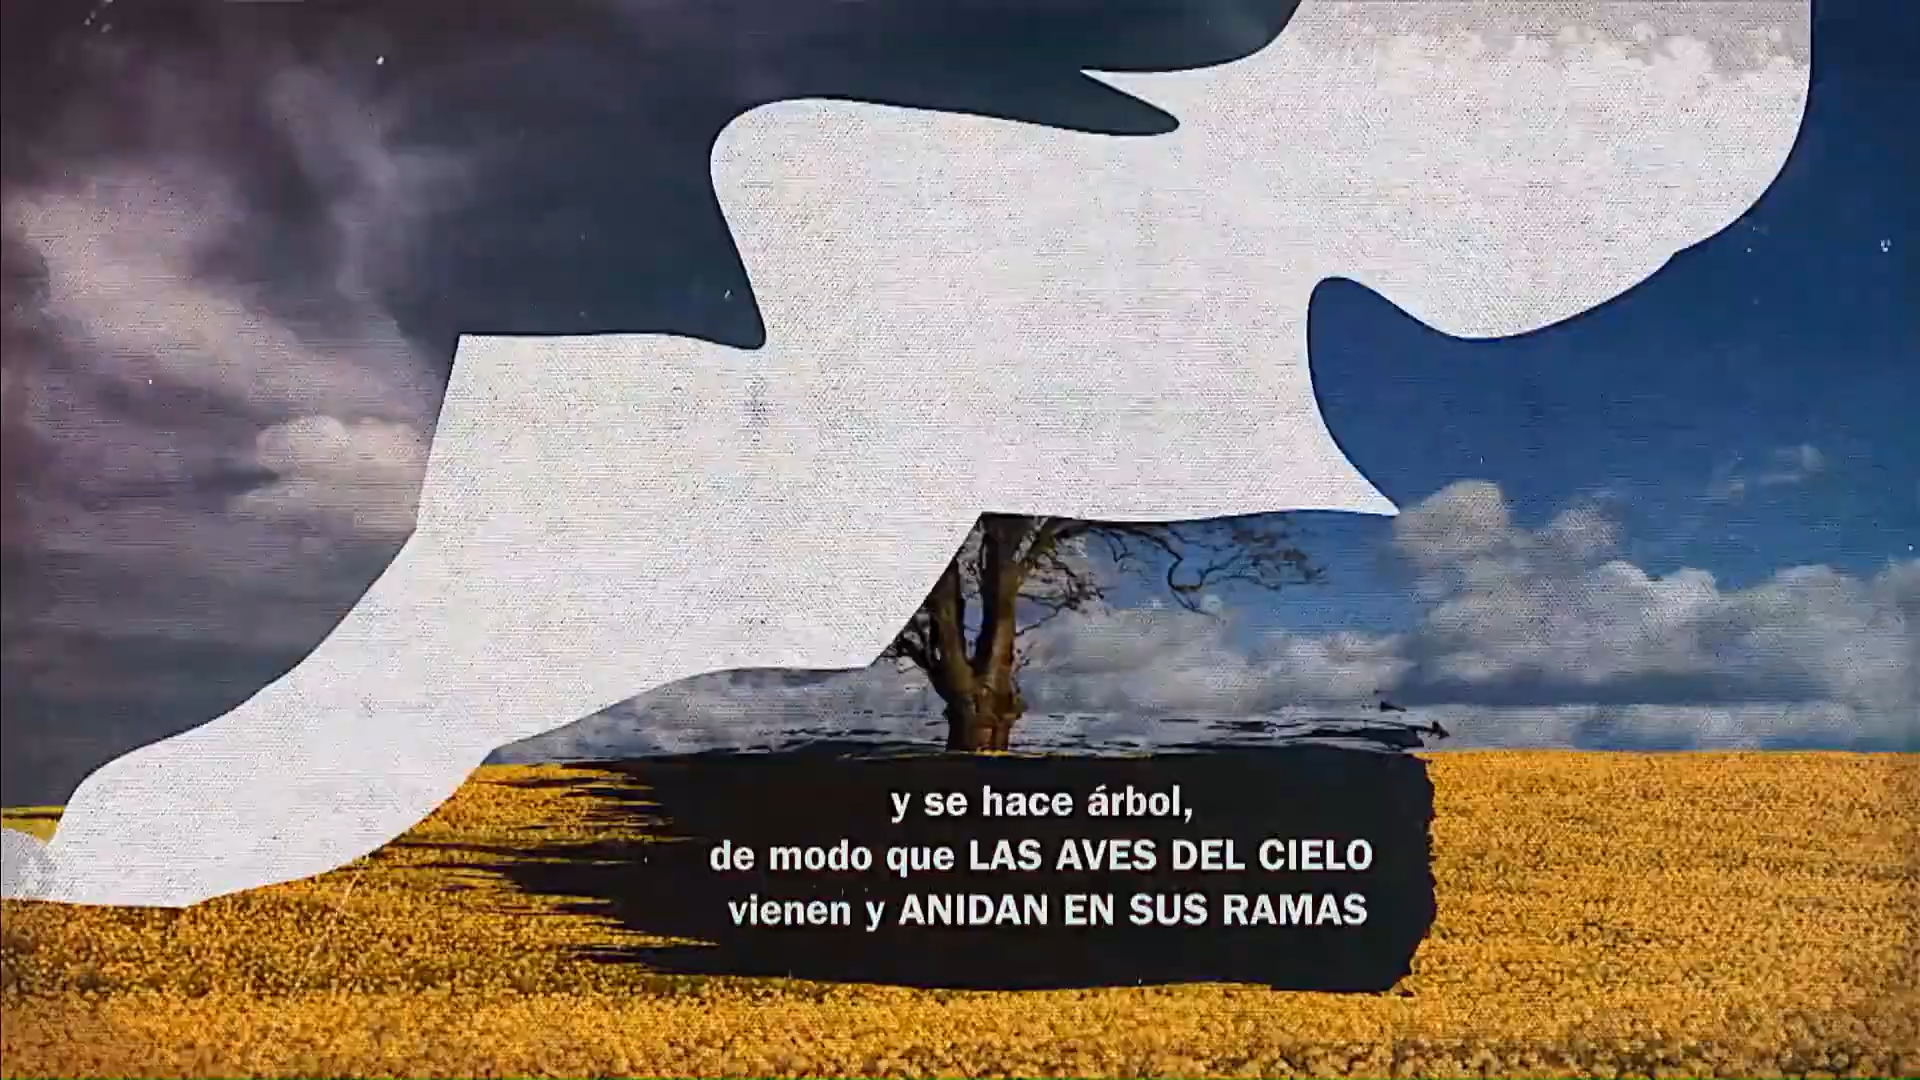 y se hace árbol,
de modo que LAS AVES DEL CIELO
vienen y ANIDAN EN SUS RAMAS